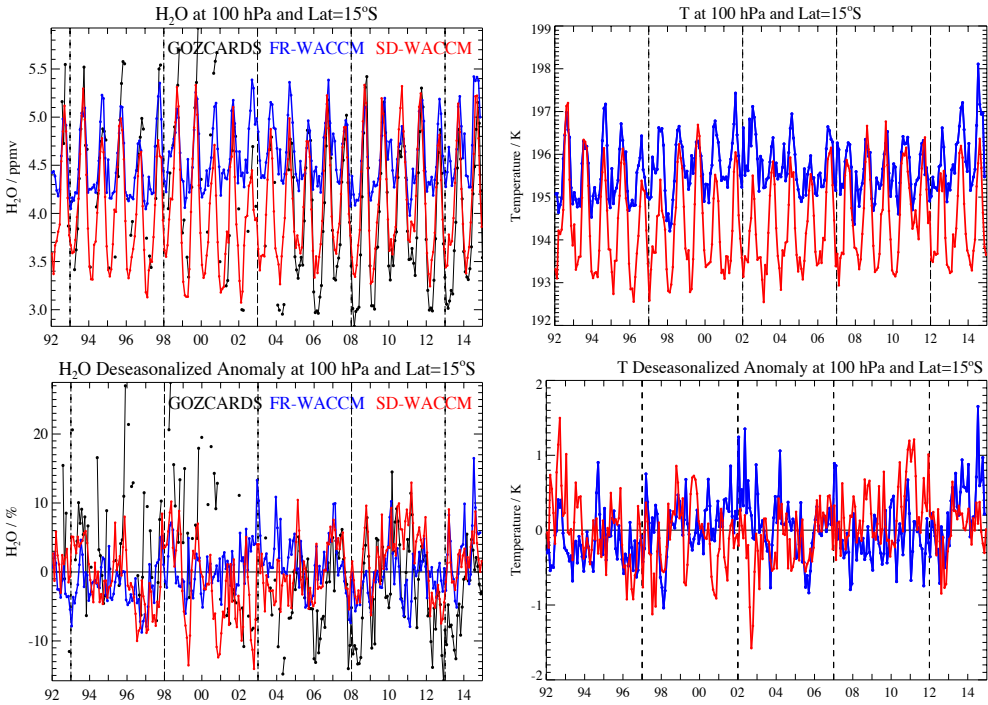 H₂O at 100 hPa and Lat=15°S
GOZCARDS FR-WACCM SD-WACCM
H₂O / ppmv
5.5
5.0
4.5
4.0
3.5
3.0
92 94 96 98 00 02 04 06 08 10 12 14
T at 100 hPa and Lat=15°S
Temperature / K
199
198
197
196
195
194
193
192
92 94 96 98 00 02 04 06 08 10 12 14
H₂O Deseasonalized Anomaly at 100 hPa and Lat=15°S
GOZCARDS FR-WACCM SD-WACCM
H₂O / %
20
10
0
-10
92 94 96 98 00 02 04 06 08 10 12 14
T Deseasonalized Anomaly at 100 hPa and Lat=15°S
Temperature / K
2
1
0
-1
-2
92 94 96 98 00 02 04 06 08 10 12 14